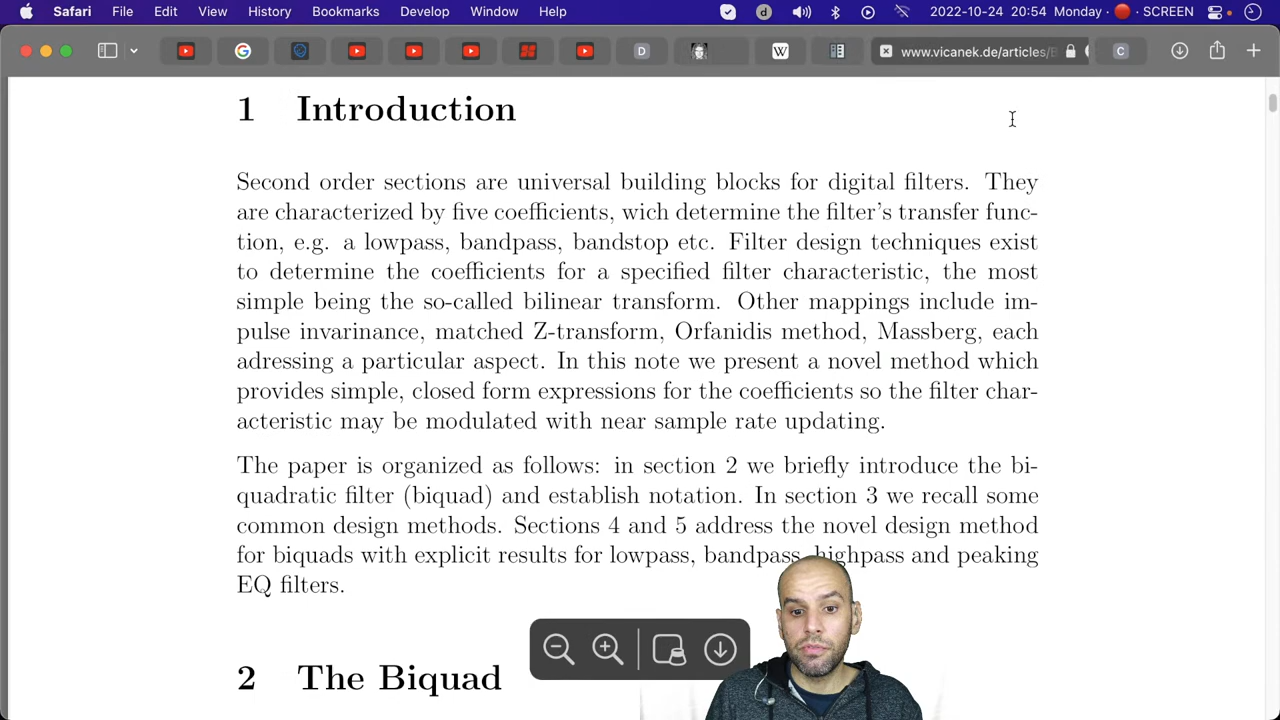 Safari File Edit View History Bookmarks Develop Window Help d 2022-10-24 20:54 Monday · SCREEN
G D W www.vicanek.de/articles/ C
1 Introduction
Second order sections are universal building blocks for digital filters. They
are characterized by five coefficients, wich determine the filter's transfer func-
tion, e.g. a lowpass, bandpass, bandstop etc. Filter design techniques exist
to determine the coefficients for a specified filter characteristic, the most
simple being the so-called bilinear transform. Other mappings include im-
pulse invarinance, matched Z-transform, Orfanidis method, Massberg, each
adressing a particular aspect. In this note we present a novel method which
provides simple, closed form expressions for the coefficients so the filter char-
acteristic may be modulated with near sample rate updating.
The paper is organized as follows: in section 2 we briefly introduce the bi-
quadratic filter (biquad) and establish notation. In section 3 we recall some
common design methods. Sections 4 and 5 address the novel design method
for biquads with explicit results for lowpass, bandpass, highpass and peaking
EQ filters.
2 The Biquad